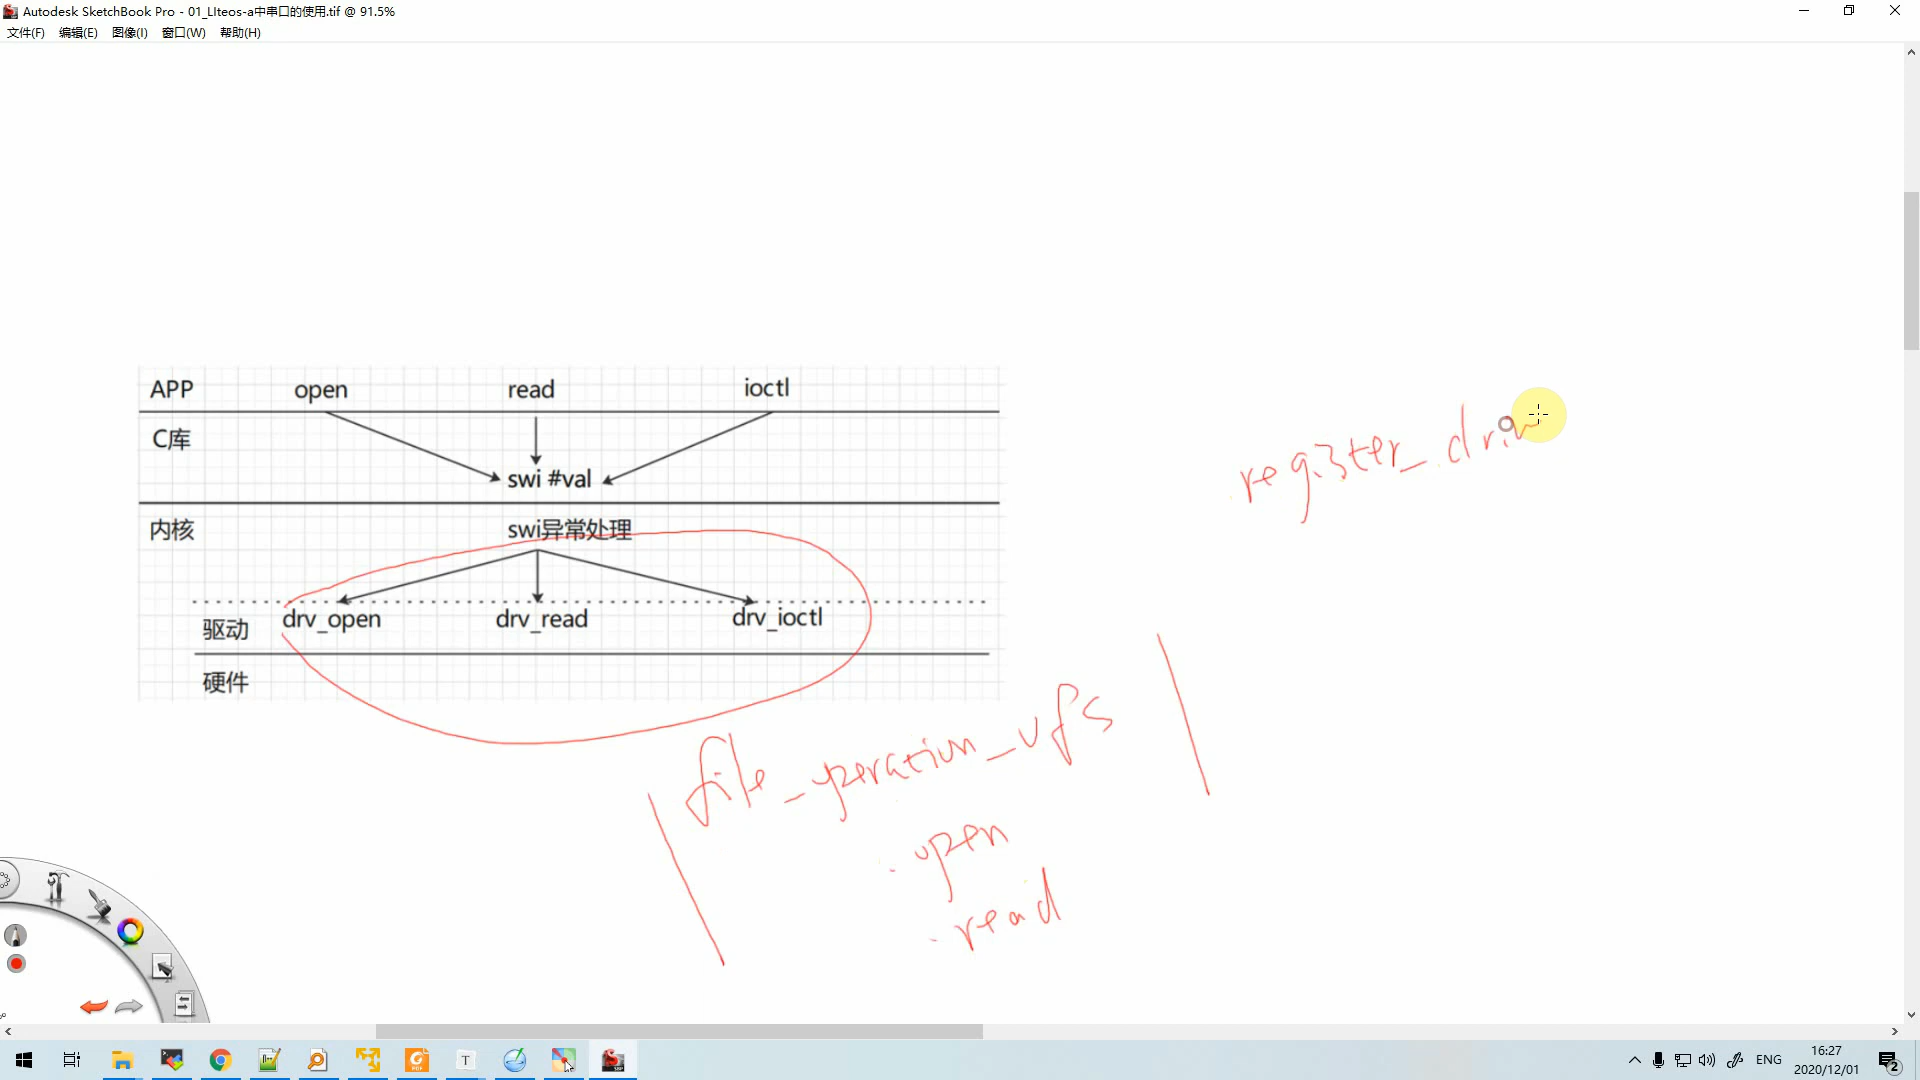 Autodesk SketchBook Pro - 01_LIteos-a中串口的使用.tif @ 91.5%
文件(F) 编辑(E) 图像(I) 窗口(W) 帮助(H)
APP open read ioctl
C库
swi #val
内核 swi异常处理
驱动 drv_open drv_read drv_ioctl
硬件
register_driv
file_operation_vfs
.open
.read
ENG
16:27
2020/12/01
2